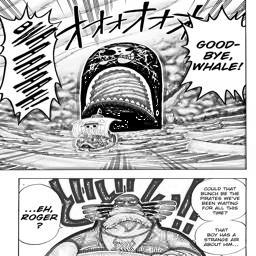 GOOD-
BYE,
WHALE!
オオオオ
COULD THAT
BUNCH BE THE
PIRATES WE'VE
BEEN WAITING
FOR ALL THIS
TIME?
THAT
BOY HAS A
STRANGE AIR
ABOUT HIM...
...EH,
ROGER
?